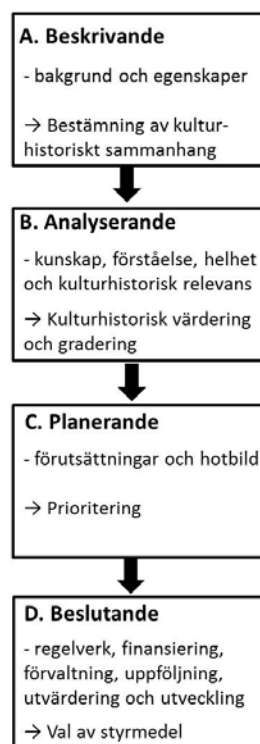 A. Beskrivande
- bakgrund och egenskaper
→ Bestämning av kultur-
historiskt sammanhang
B. Analyserande
- kunskap, förståelse, helhet
och kulturhistorisk relevans
→ Kulturhistorisk värdering
och gradering
C. Planerande
- förutsättningar och hotbild
→ Prioritering
D. Beslutande
- regelverk, finansiering,
förvaltning, uppföljning,
utvärdering och utveckling
→ Val av styrmedel